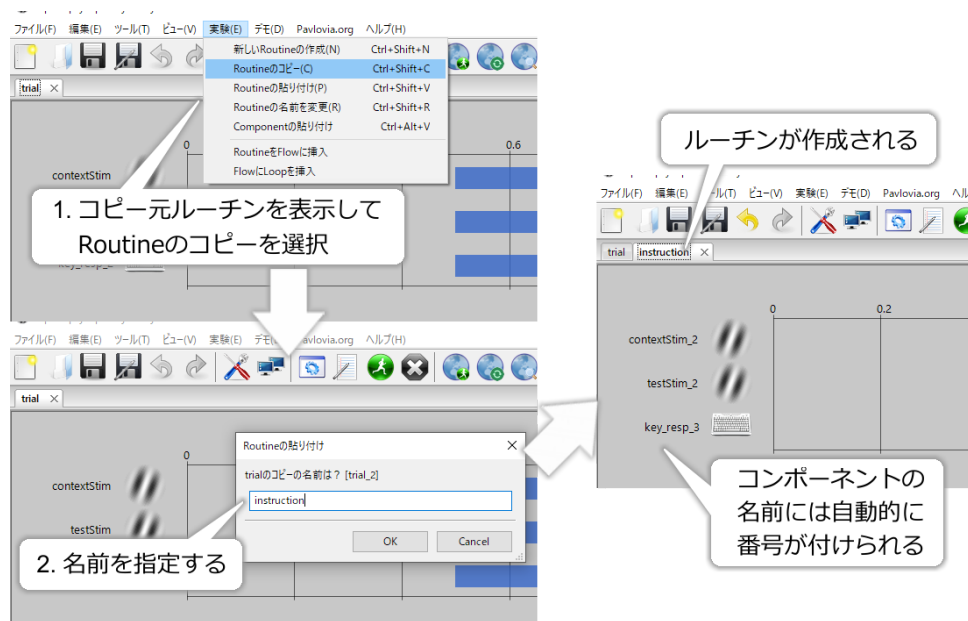 ファイル(F) 編集(E) ツール(T) ビュー(V) 実験(E) デモ(D) Pavlovia.org ヘルプ(H)
新しいRoutineの作成(N) Ctrl+Shift+N
Routineのコピー(C) Ctrl+Shift+C
Routineの貼り付け(P) Ctrl+Shift+V
Routineの名前を変更(R) Ctrl+Shift+R
Componentの貼り付け Ctrl+Alt+V
RoutineをFlowに挿入
FlowにLoopを挿入
trial
0 0.6
contextStim
1. コピー元ルーチンを表示して
Routineのコピーを選択
ファイル(F) 編集(E) ツール(T) ビュー(V) 実験(E) Pavlovia.org ヘルプ(H)
trial
0
contextStim
testStim
Routineの貼り付け
trialのコピーの名前は? [trial_2]
instruction
OK Cancel
2. 名前を指定する
ルーチンが作成される
ファイル(F) 編集(E) ビュー(V) 実験(E) デモ(D) Pavlovia.org
trial instruction
0 0.2
contextStim_2
testStim_2
key_resp_3
コンポーネントの
名前には自動的に
番号が付けられる